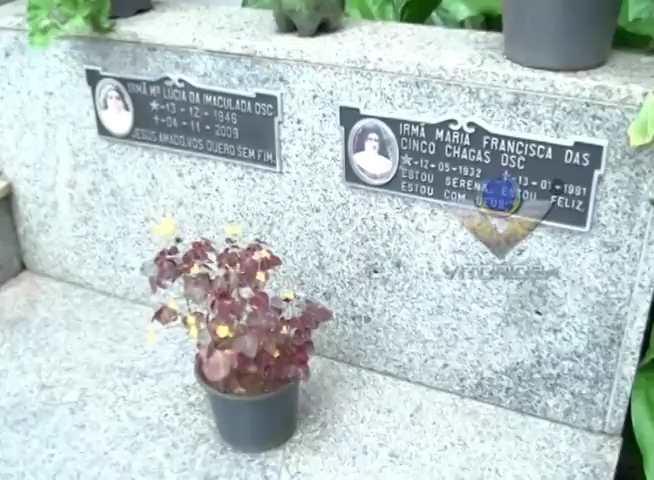 IRMÃ Mª LÚCIA DA IMACULADA OSC
★-13-12-1946
✝-04-11-2009
JESUS AMADO, VOS QUERO SEM FIM.
IRMÃ MARIA FRANCISCA DAS
CINCO CHAGAS OSC
★-12-05-1932 ✝-13-01-1991
ESTOU SERENA, ESTOU FELIZ,
ESTOU COM DEUS